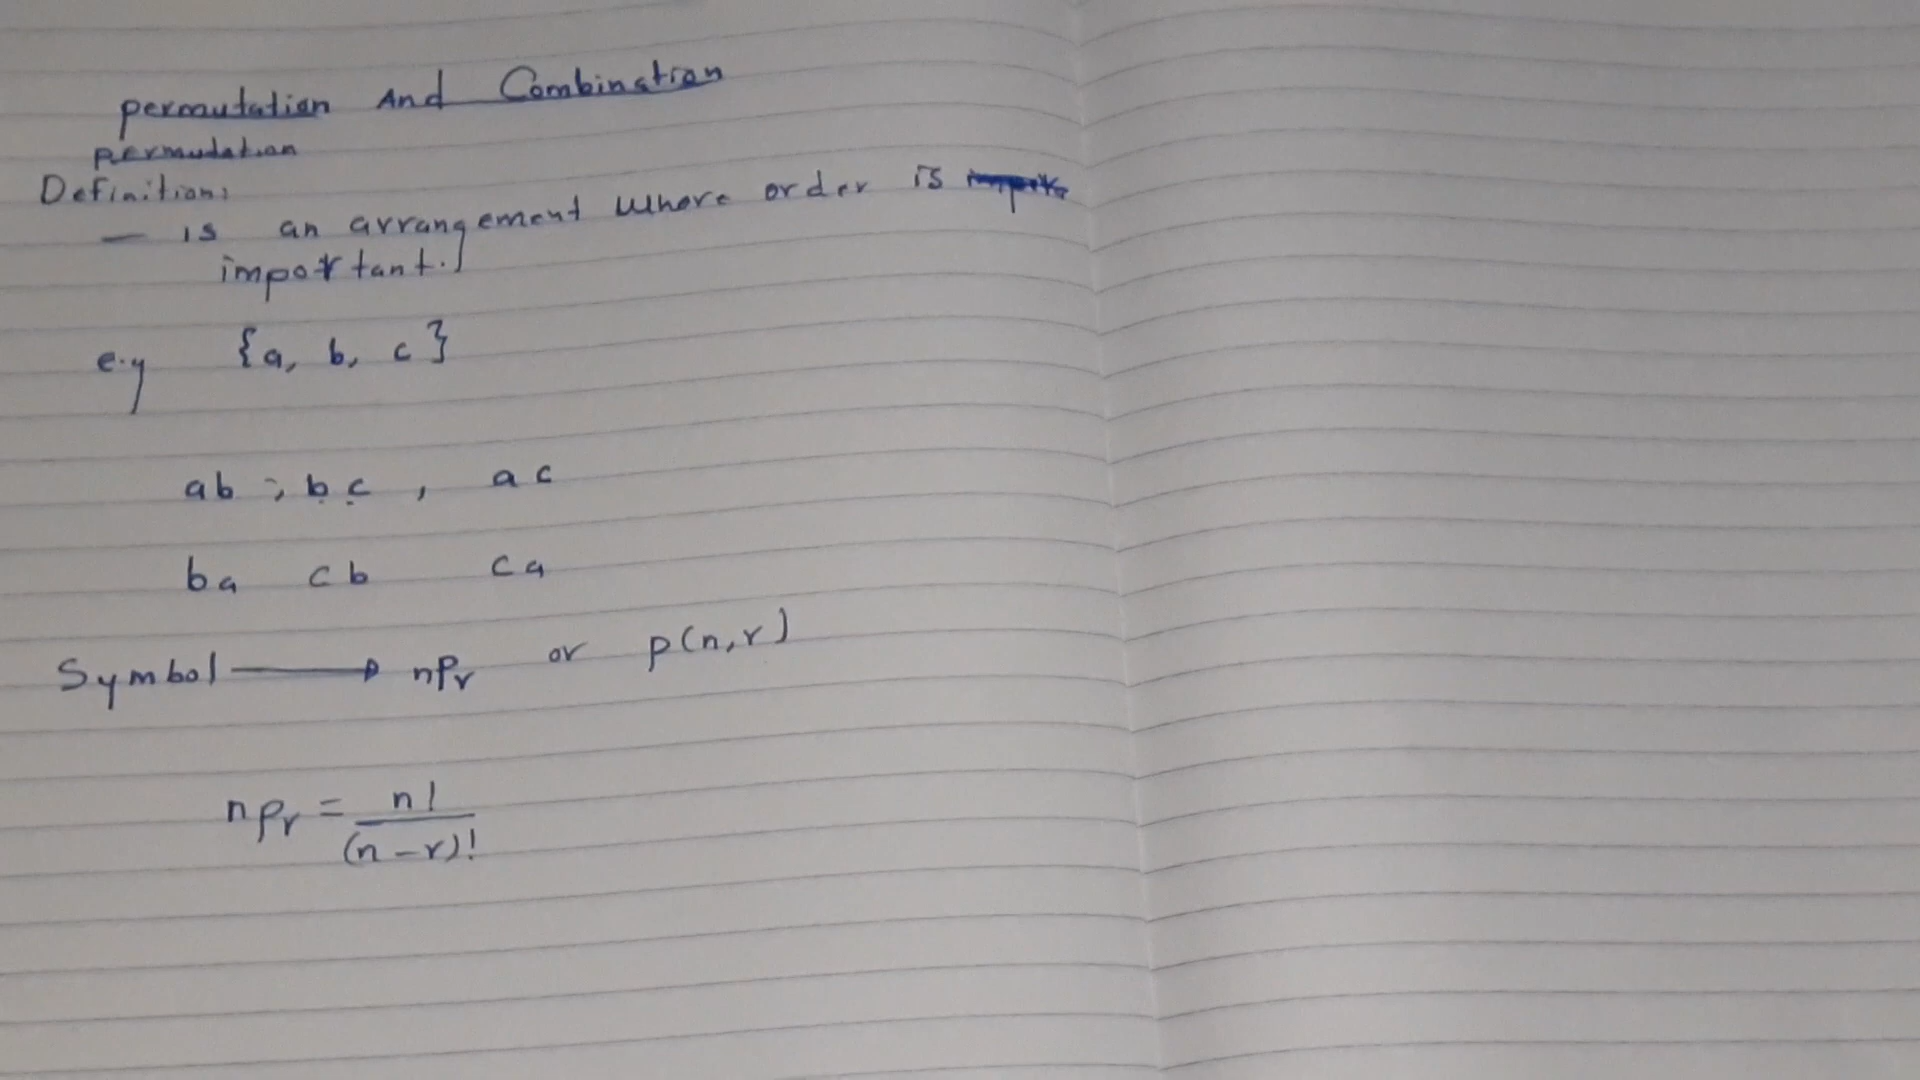 permutation And Combination
permutation
Definition:
— is an arrangement where order is
important.
e.g {a, b, c}
ab , bc , ac
ba cb ca
Symbol → nPr or p(n,r)
nPr = n! / (n-r)!